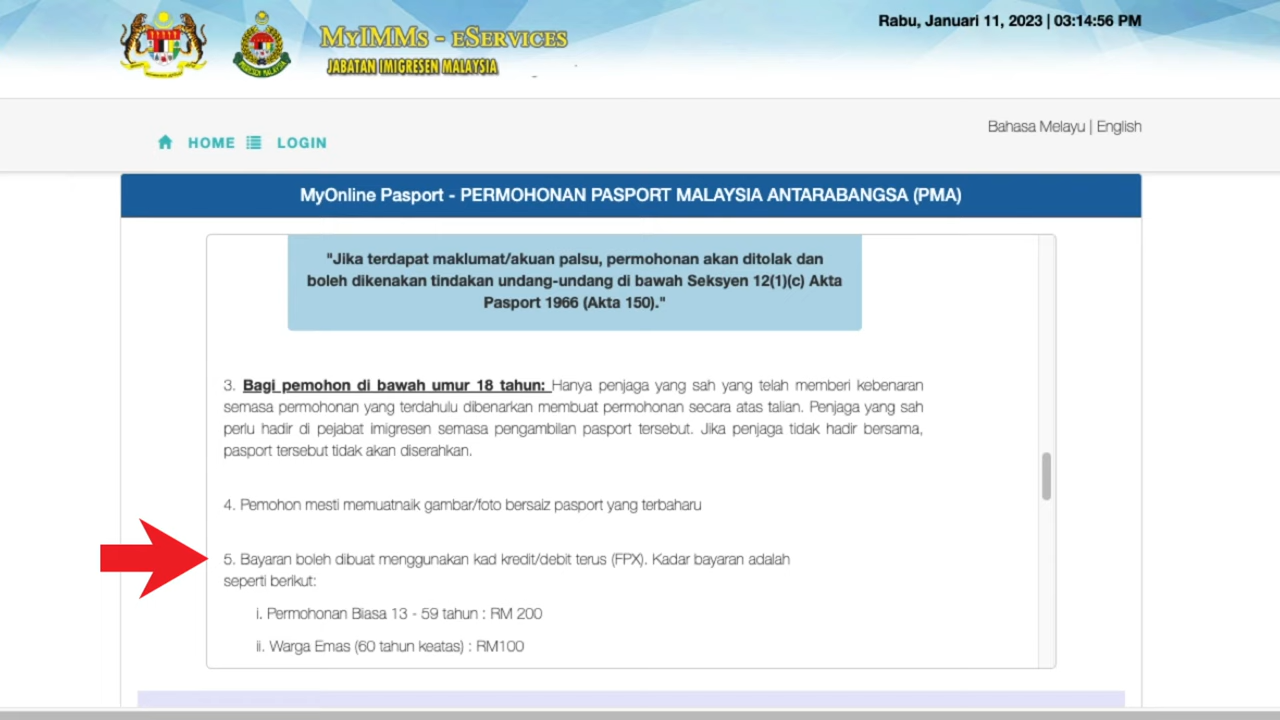 MyIMMs - eServices
JABATAN IMIGRESEN MALAYSIA
Rabu, Januari 11, 2023 | 03:14:56 PM
HOME LOGIN
Bahasa Melayu | English
MyOnline Pasport - PERMOHONAN PASPORT MALAYSIA ANTARABANGSA (PMA)
"Jika terdapat maklumat/akuan palsu, permohonan akan ditolak dan
boleh dikenakan tindakan undang-undang di bawah Seksyen 12(1)(c) Akta
Pasport 1966 (Akta 150)."
3. Bagi pemohon di bawah umur 18 tahun: Hanya penjaga yang sah yang telah memberi kebenaran
semasa permohonan yang terdahulu dibenarkan membuat permohonan secara atas talian. Penjaga yang sah
perlu hadir di pejabat imigresen semasa pengambilan pasport tersebut. Jika penjaga tidak hadir bersama,
pasport tersebut tidak akan diserahkan.
4. Pemohon mesti memuatnaik gambar/foto bersaiz pasport yang terbaharu
5. Bayaran boleh dibuat menggunakan kad kredit/debit terus (FPX). Kadar bayaran adalah
seperti berikut:
i. Permohonan Biasa 13 - 59 tahun : RM 200
ii. Warga Emas (60 tahun keatas) : RM100